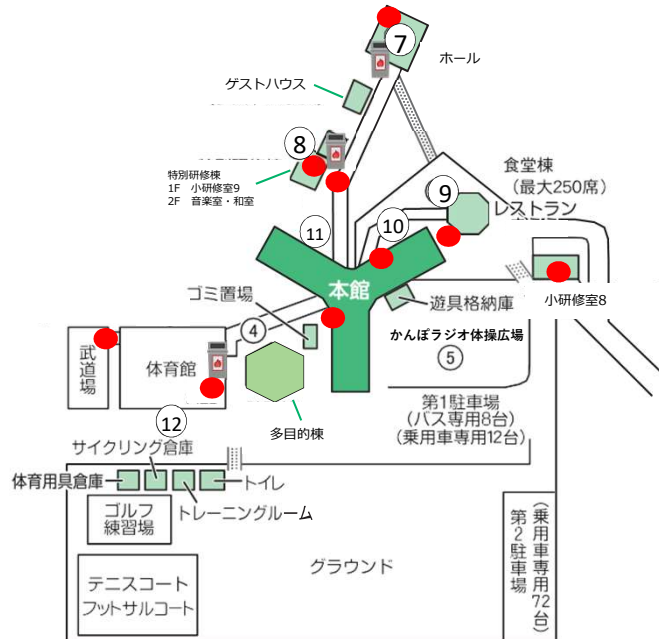 ⑦
ホール
ゲストハウス
⑧
特別研修棟
1F 小研修室9
2F 音楽室・和室
食堂棟
(最大250席)
レストラン
⑨
⑩
⑪
本館
ゴミ置場
遊具格納庫
小研修室8
④
かんぽラジオ体操広場
⑤
武道場
体育館
多目的棟
第1駐車場
(バス専用8台)
(乗用車専用12台)
⑫
サイクリング倉庫
体育用具倉庫
トイレ
トレーニングルーム
ゴルフ
練習場
グラウンド
テニスコート
フットサルコート
第2駐車場
(乗用車専用72台)